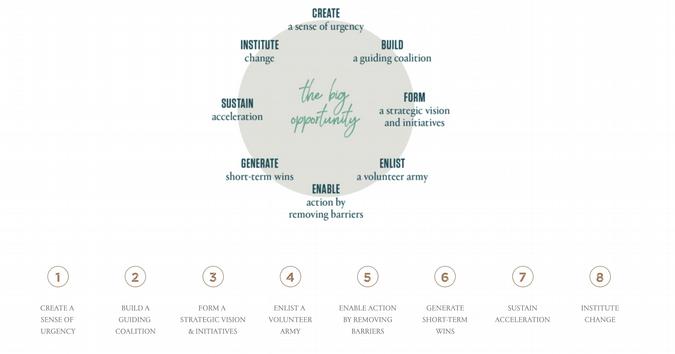 CREATE
a sense of urgency
INSTITUTE
change
BUILD
a guiding coalition
the big
opportunity
SUSTAIN
acceleration
FORM
a strategic vision
and initiatives
GENERATE
short-term wins
ENLIST
a volunteer army
ENABLE
action by
removing barriers
1
CREATE A
SENSE OF
URGENCY
2
BUILD A
GUIDING
COALITION
3
FORM A
STRATEGIC VISION
& INITIATIVES
4
ENLIST A
VOLUNTEER
ARMY
5
ENABLE ACTION
BY REMOVING
BARRIERS
6
GENERATE
SHORT-TERM
WINS
7
SUSTAIN
ACCELERATION
8
INSTITUTE
CHANGE